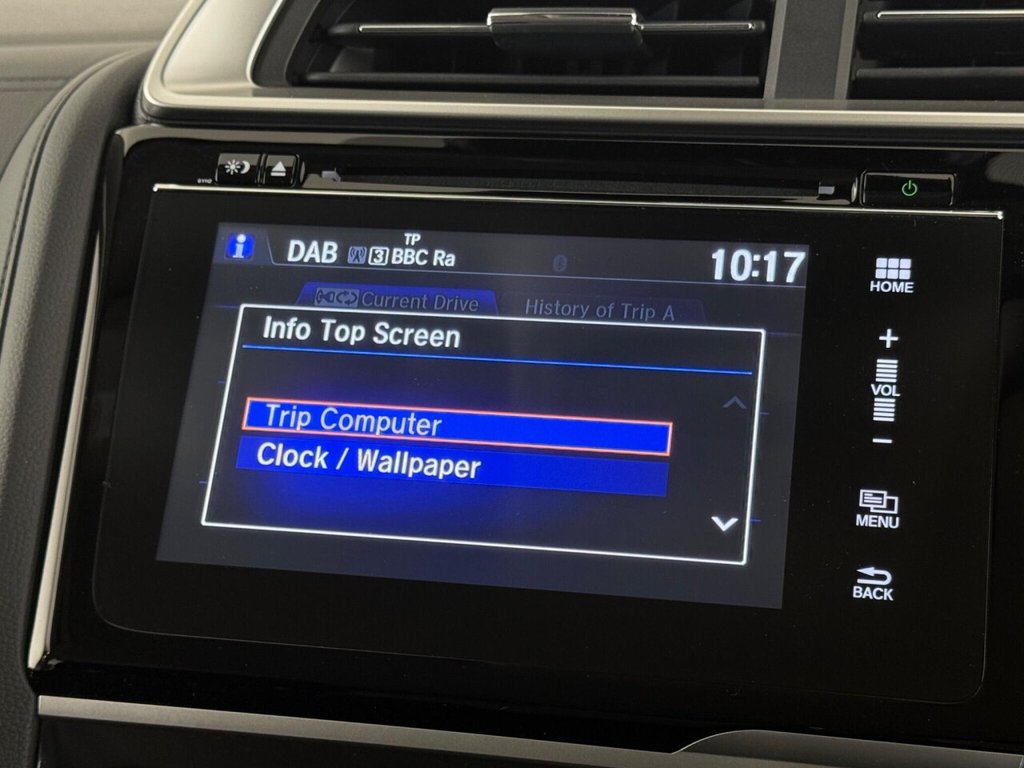 i DAB 3 TP BBC Ra 10:17
Current Drive History of Trip A
Info Top Screen
Trip Computer
Clock / Wallpaper
HOME
+
VOL
-
MENU
BACK